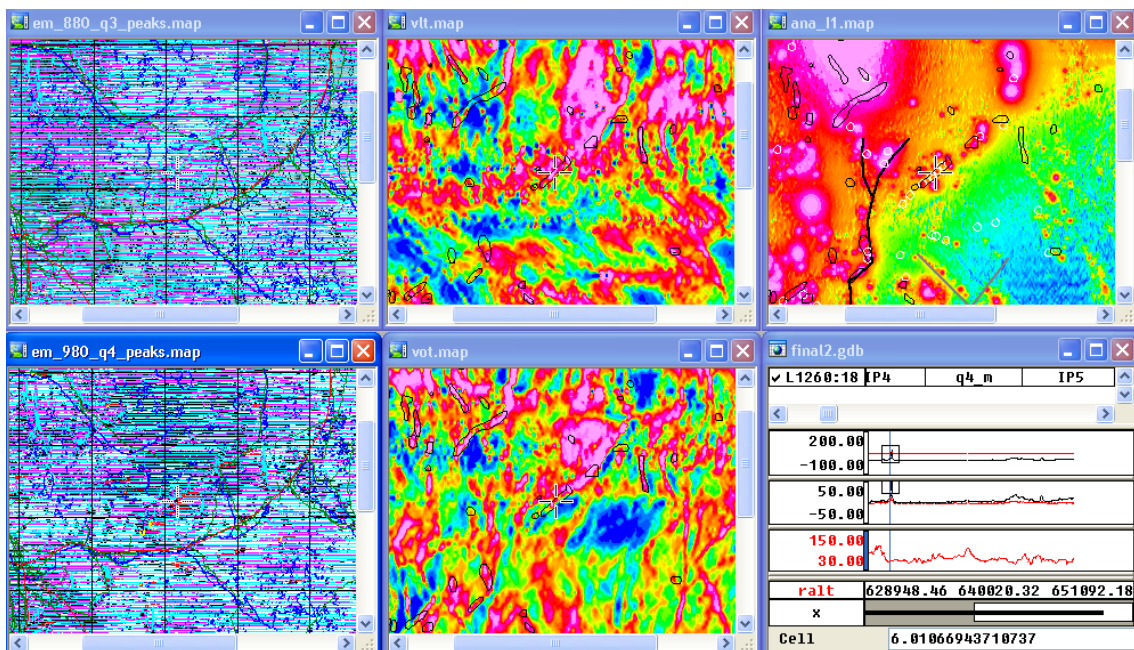 em_880_q3_peaks.map
vlt.map
ana_l1.map
em_980_q4_peaks.map
vot.map
final2.gdb
✓ L1260:18 IP4 q4_m IP5
200.00
-100.00
50.00
-50.00
150.00
30.00
ralt 628948.46 640020.32 651092.18
x
Cell 6.01066943710737